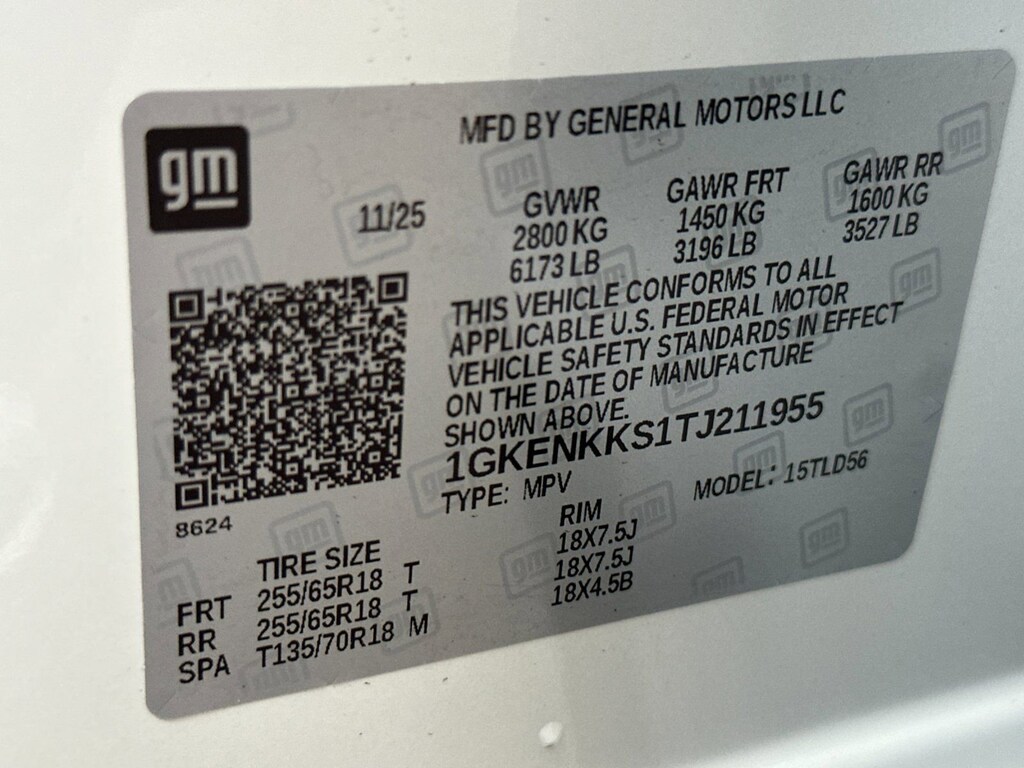 gm
MFD BY GENERAL MOTORS LLC
11/25
GVWR GAWR FRT GAWR RR
2800 KG 1450 KG 1600 KG
6173 LB 3196 LB 3527 LB
THIS VEHICLE CONFORMS TO ALL
APPLICABLE U.S. FEDERAL MOTOR
VEHICLE SAFETY STANDARDS IN EFFECT
ON THE DATE OF MANUFACTURE
SHOWN ABOVE.
1GKENKKS1TJ211955
TYPE: MPV MODEL: 15TLD56
8624
TIRE SIZE RIM
FRT 255/65R18 T 18X7.5J
RR 255/65R18 T 18X7.5J
SPA T135/70R18 M 18X4.5B